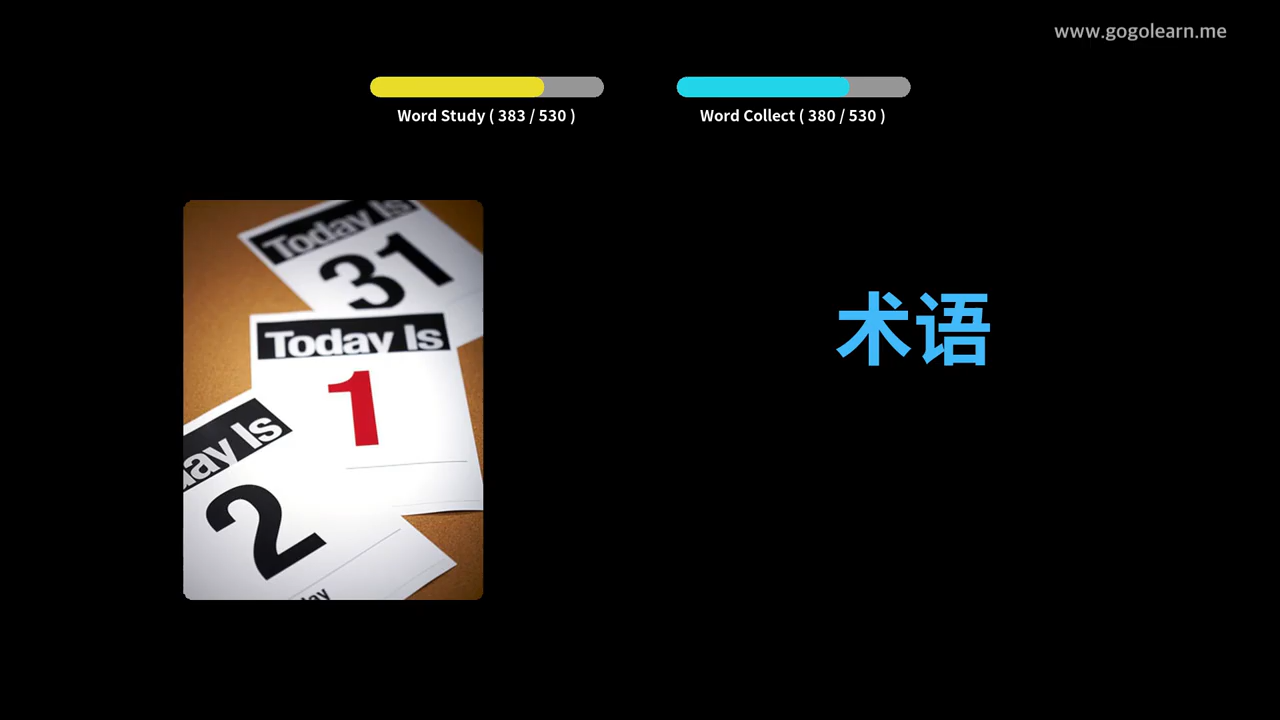 www.gogolearn.me
Word Study ( 383 / 530 )
Word Collect ( 380 / 530 )
Today Is
31
Today Is
1
ay Is
2
术语